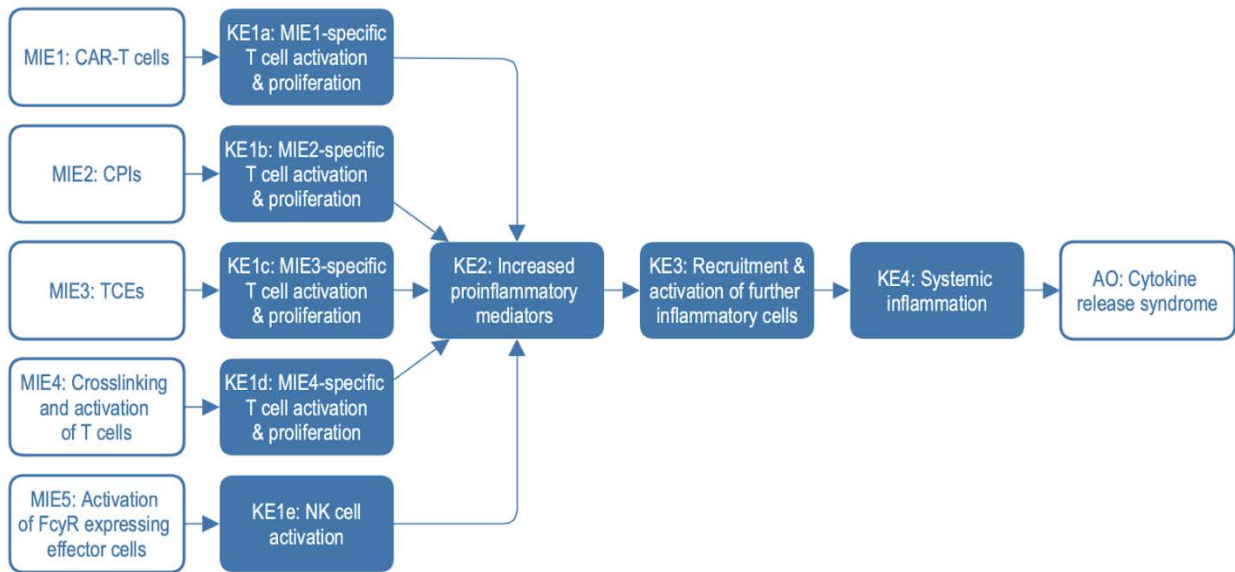 MIE1: CAR-T cells
KE1a: MIE1-specific
T cell activation
& proliferation
MIE2: CPIs
KE1b: MIE2-specific
T cell activation
& proliferation
MIE3: TCEs
KE1c: MIE3-specific
T cell activation
& proliferation
KE2: Increased
proinflammatory
mediators
KE3: Recruitment &
activation of further
inflammatory cells
KE4: Systemic
inflammation
AO: Cytokine
release syndrome
MIE4: Crosslinking
and activation
of T cells
KE1d: MIE4-specific
T cell activation
& proliferation
MIE5: Activation
of FcyR expressing
effector cells
KE1e: NK cell
activation